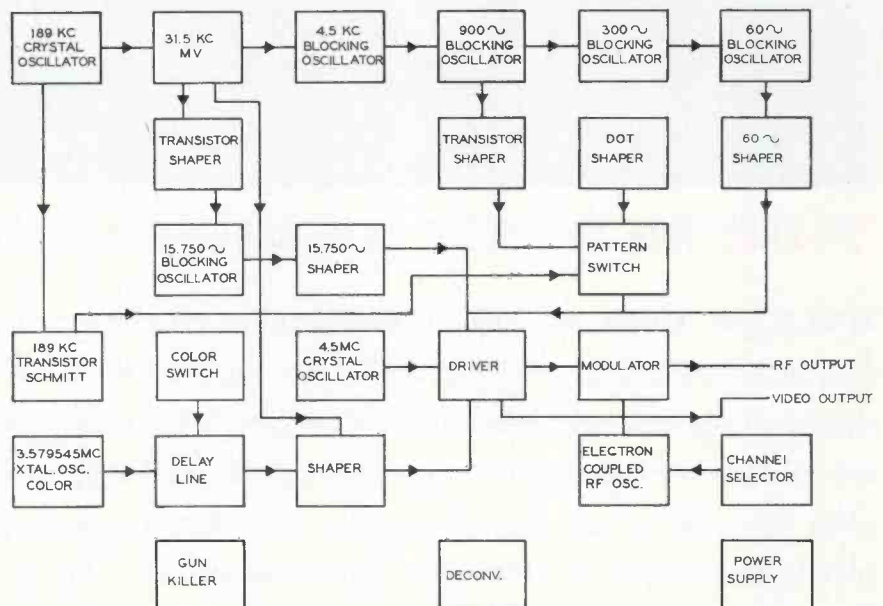 189 KC
CRYSTAL
OSCILLATOR
31.5 KC
MV
4.5 KC
BLOCKING
OSCILLATOR
900~
BLOCKING
OSCILLATOR
300~
BLOCKING
OSCILLATOR
60~
BLOCKING
OSCILLATOR
TRANSISTOR
SHAPER
TRANSISTOR
SHAPER
DOT
SHAPER
60~
SHAPER
15.750~
BLOCKING
OSCILLATOR
15.750~
SHAPER
PATTERN
SWITCH
189 KC
TRANSISTOR
SCHMITT
COLOR
SWITCH
4.5MC
CRYSTAL
OSCILLATOR
DRIVER
MODULATOR
RF OUTPUT
VIDEO OUTPUT
3.579545MC
XTAL. OSC.
COLOR
DELAY
LINE
SHAPER
ELECTRON
COUPLED
RF OSC.
CHANNEL
SELECTOR
GUN
KILLER
DECONV.
POWER
SUPPLY